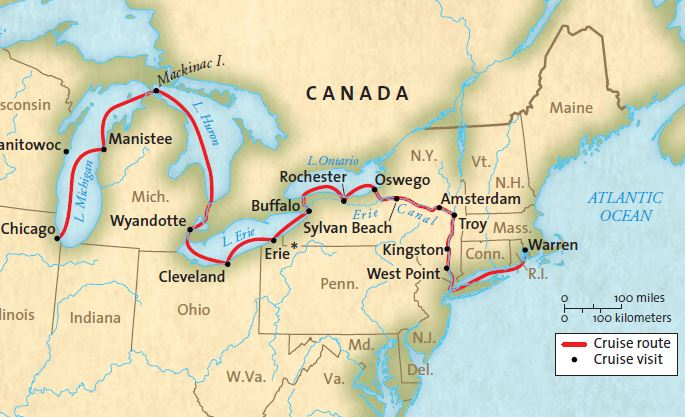 Mackinac I.
CANADA
Maine
sconsin
L. Huron
anitowoc
Manistee
L. Michigan
L. Ontario
N.Y.
Vt.
N.H.
Rochester
Oswego
Mich.
Amsterdam
ATLANTIC
OCEAN
Buffalo
Erie Canal
Wyandotte
Chicago
L. Erie
Sylvan Beach
Troy
Mass.
Erie*
Kingston
Conn.
Warren
Cleveland
West Point
R.I.
Penn.
Ohio
linois
Indiana
0 100 miles
0 100 kilometers
N.J.
Md.
Cruise route
Cruise visit
W.Va.
Va.
Del.